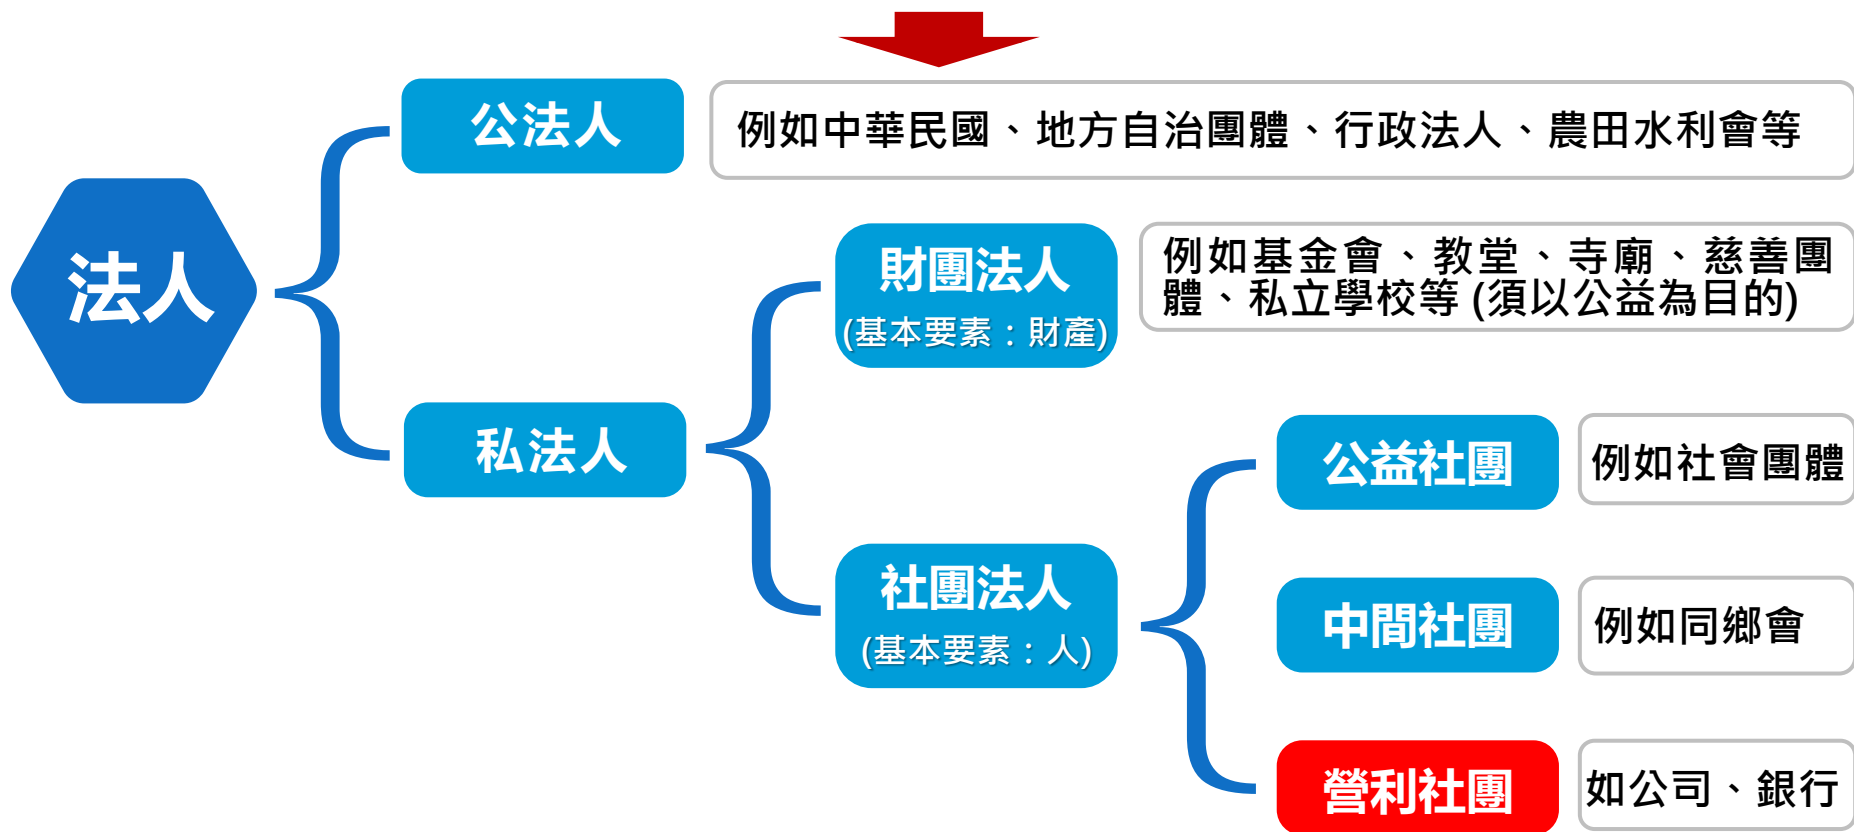 法人
公法人
例如中華民國、地方自治團體、行政法人、農田水利會等
私法人
財團法人
(基本要素：財產)
例如基金會、教堂、寺廟、慈善團
體、私立學校等 (須以公益為目的)
社團法人
(基本要素：人)
公益社團
例如社會團體
中間社團
例如同鄉會
營利社團
如公司、銀行